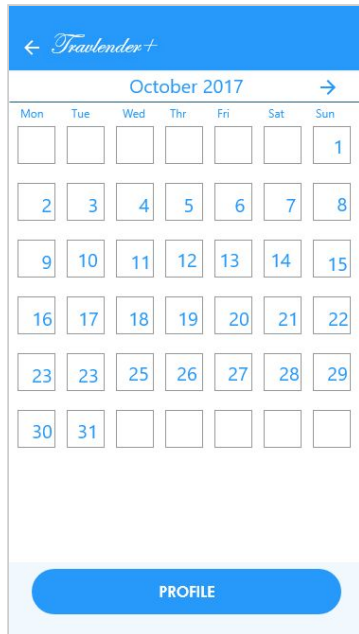 Travlender+
October 2017
Mon Tue Wed Thr Fri Sat Sun
1
2 3 4 5 6 7 8
9 10 11 12 13 14 15
16 17 18 19 20 21 22
23 23 25 26 27 28 29
30 31
PROFILE